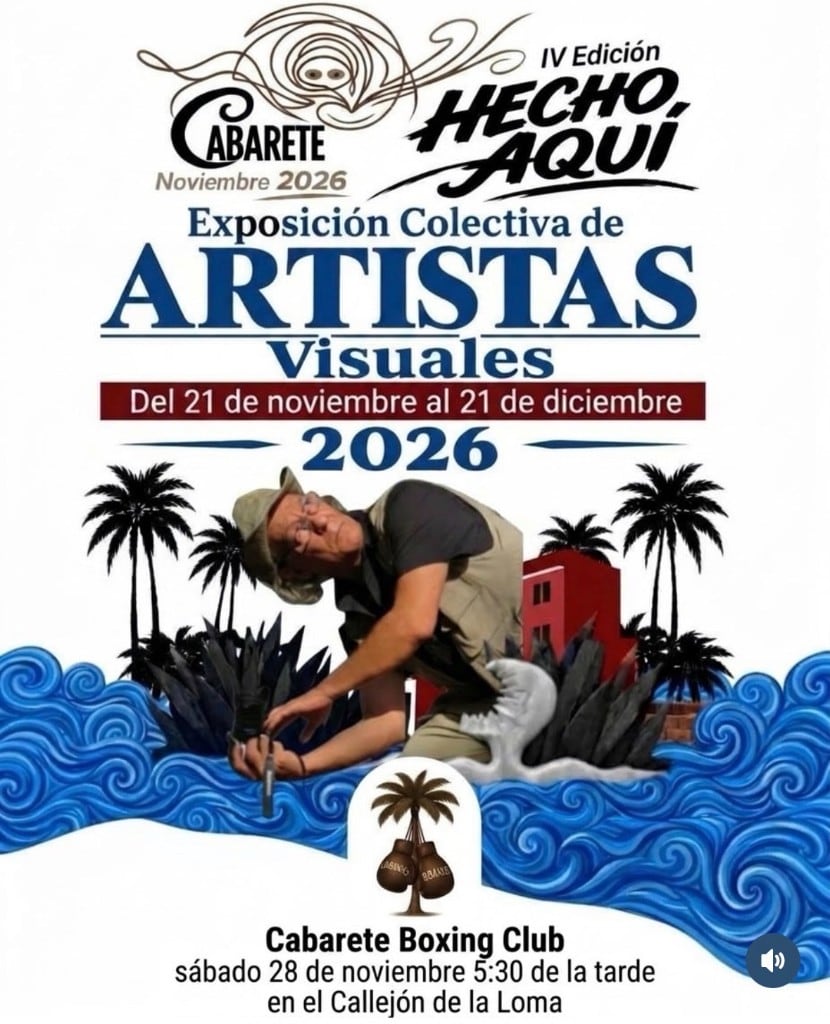 IV Edición
HECHO AQUÍ
CABARETE
Noviembre 2026
Exposición Colectiva de
ARTISTAS
Visuales
Del 21 de noviembre al 21 de diciembre
2026
Cabarete Boxing Club
sábado 28 de noviembre 5:30 de la tarde
en el Callejón de la Loma